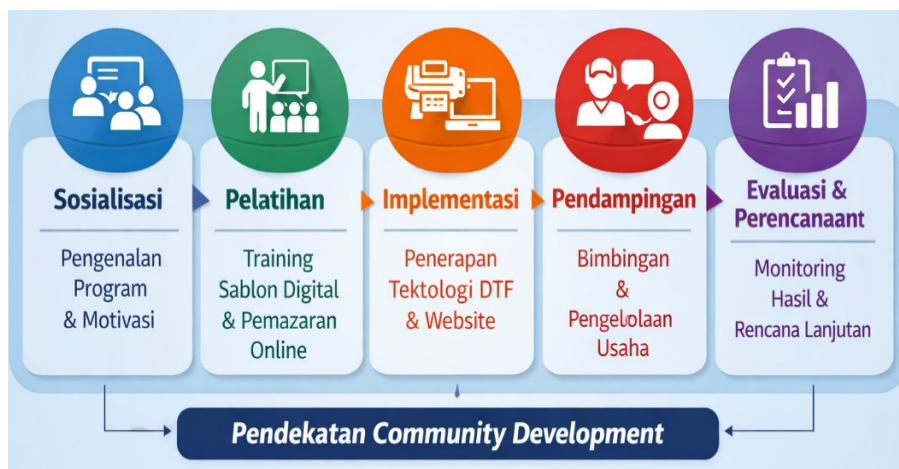 Sosialisasi
Pengenalan
Program
& Motivasi
Pelatihan
Training
Sablon Digital
& Pemazaran
Online
Implementasi
Penerapan
Tektologi DTF
& Website
Pendampingan
Bimbingan
&
Pengelolaan
Usaha
Evaluasi &
Perencanaant
Monitoring
Hasil &
Rencana Lanjutan
Pendekatan Community Development